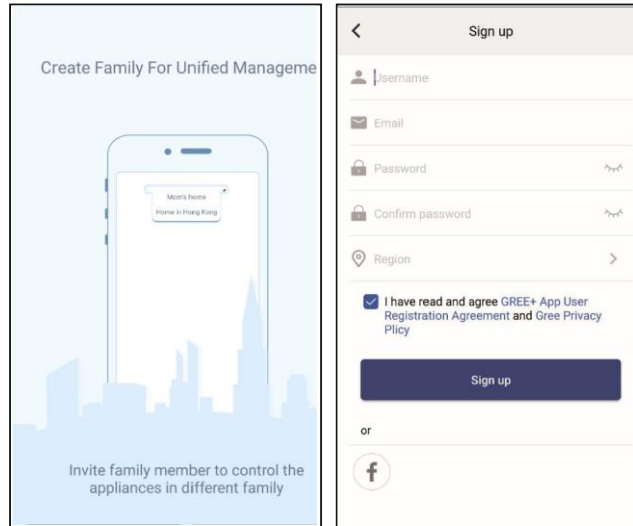 Create Family For Unified Manageme
Mom's home
Home in Hong Kong
Invite family member to control the
appliances in different family
Sign up
Username
Email
Password
Confirm password
Region
I have read and agree GREE+ App User
Registration Agreement and Gree Privacy
Plicy
Sign up
or
f